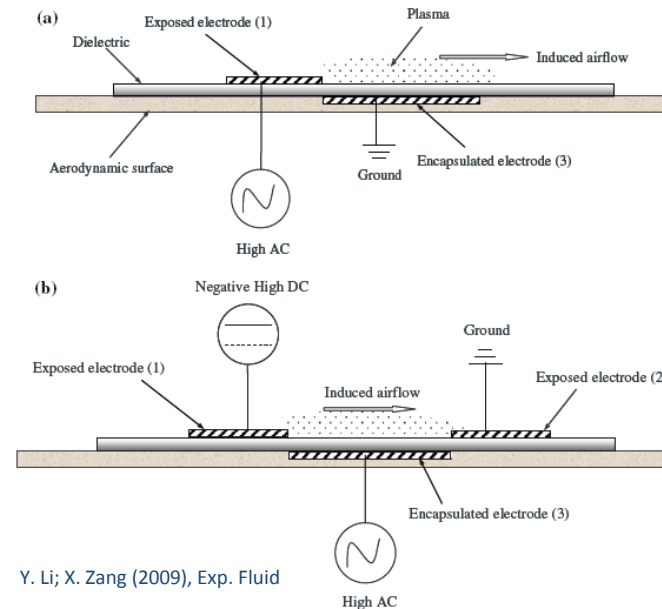 (a)
Exposed electrode (1)
Plasma
Dielectric
Induced airflow
Aerodynamic surface
Ground
Encapsulated electrode (3)
High AC
(b)
Negative High DC
Ground
Exposed electrode (1)
Induced airflow
Exposed electrode (2
Encapsulated electrode (3)
Y. Li; X. Zang (2009), Exp. Fluid
High AC